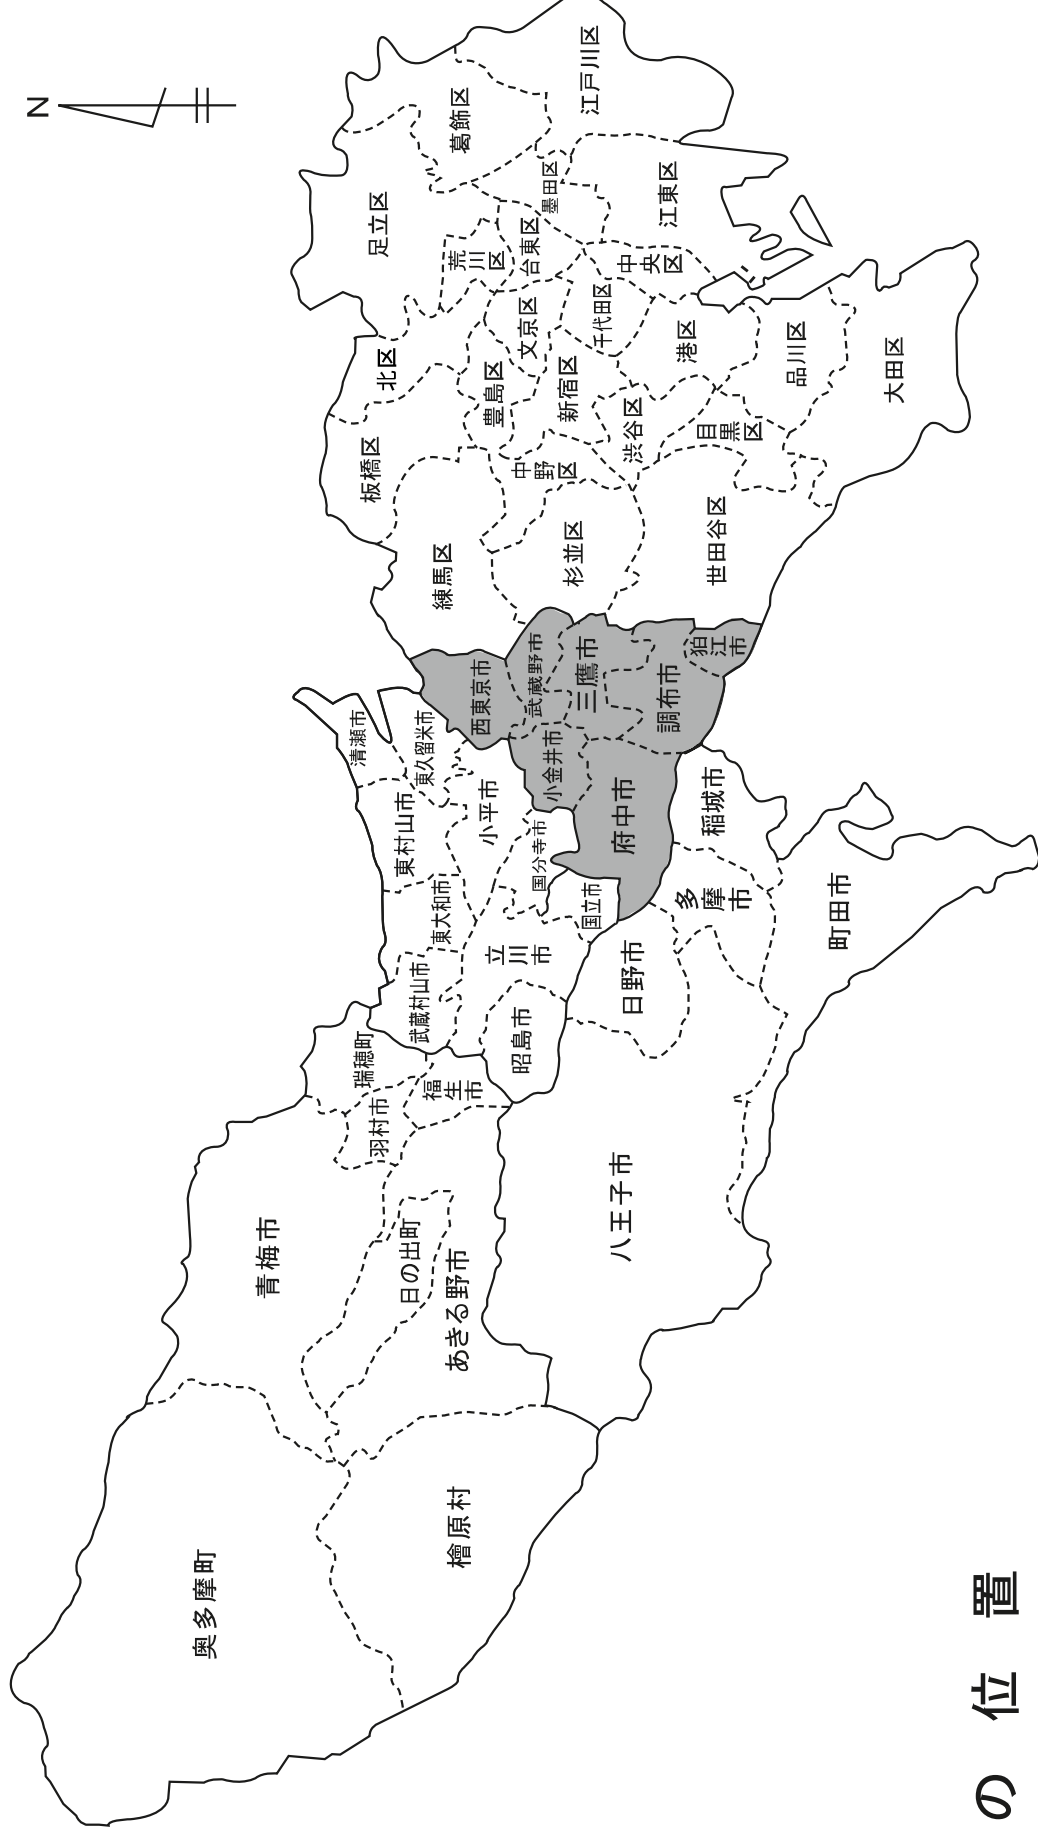 の位置
N
奥多摩町
檜原村
青梅市
日の出町
あきる野市
八王子市
瑞穂町
羽村市
福生市
武蔵村山市
昭島市
東大和市
立川市
日野市
東村山市
国分寺市
国立市
多摩市
町田市
清瀬市
東久留米市
小平市
小金井市
府中市
稲城市
西東京市
武蔵野市
三鷹市
調布市
狛江市
練馬区
杉並区
世田谷区
板橋区
中野区
北区
豊島区
新宿区
渋谷区
目黒区
文京区
千代田区
港区
品川区
大田区
足立区
荒川区
台東区
中央区
葛飾区
墨田区
江東区
江戸川区